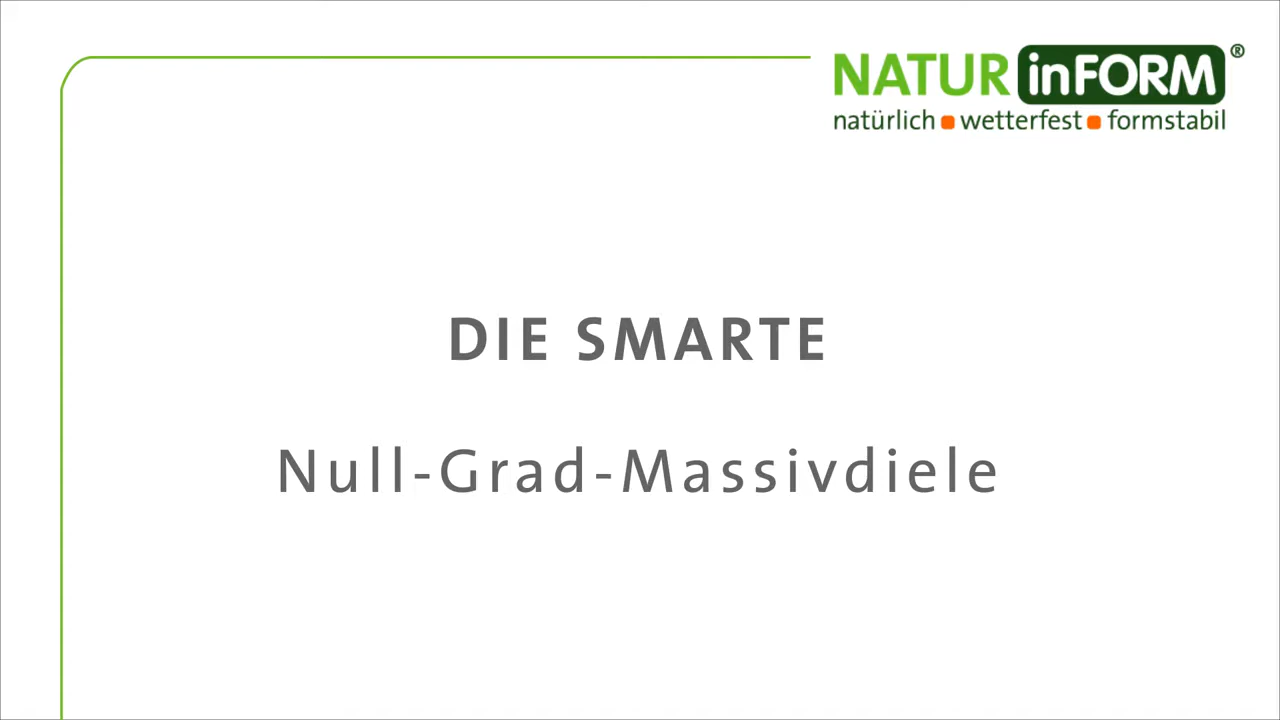 NATUR inFORM®
natürlich ▪ wetterfest ▪ formstabil
DIE SMARTE
Null-Grad-Massivdiele